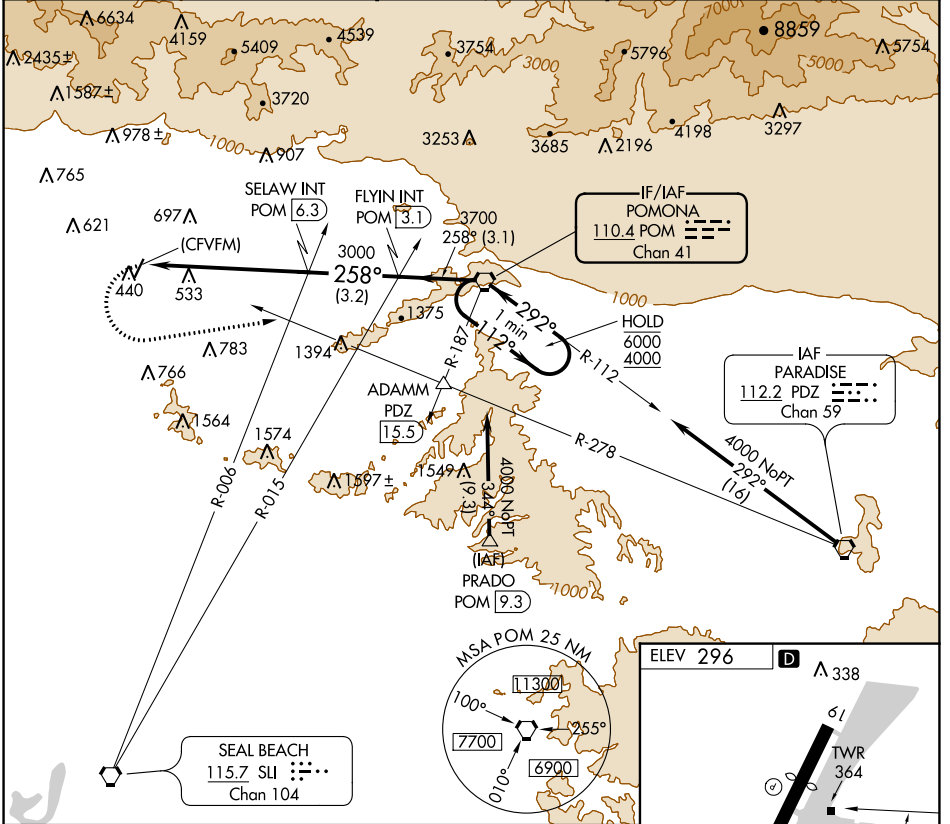 6634
4159
4539
5409
3754
5796
7000
8859
5754
2435±
3000
5000
1587±
3720
978±
1000
907
3253
3685
2196
4198
3297
765
SELAW INT
POM 6.3
FLYIN INT
POM 3.1
3700
258° (3.1)
IF/IAF
POMONA
110.4 POM
Chan 41
621
697
(CFVFM)
3000
258°
(3.2)
440
533
1375
1000
292°
1 min
112°
HOLD
6000
4000
R-187
R-112
783
1394
766
ADAMM
PDZ
15.5
IAF
PARADISE
112.2 PDZ
Chan 59
1564
1574
R-278
4000 NoPT
292°
(16)
1549
1597±
4000 NoPT
344°
(9.3)
R-006
R-015
(IAF)
PRADO
POM 9.3
1000
MSA POM 25 NM
11300
100°
255°
7700
6900
010°
ELEV 296
D
338
19
TWR
364
P
SEAL BEACH
115.7 SLI
Chan 104